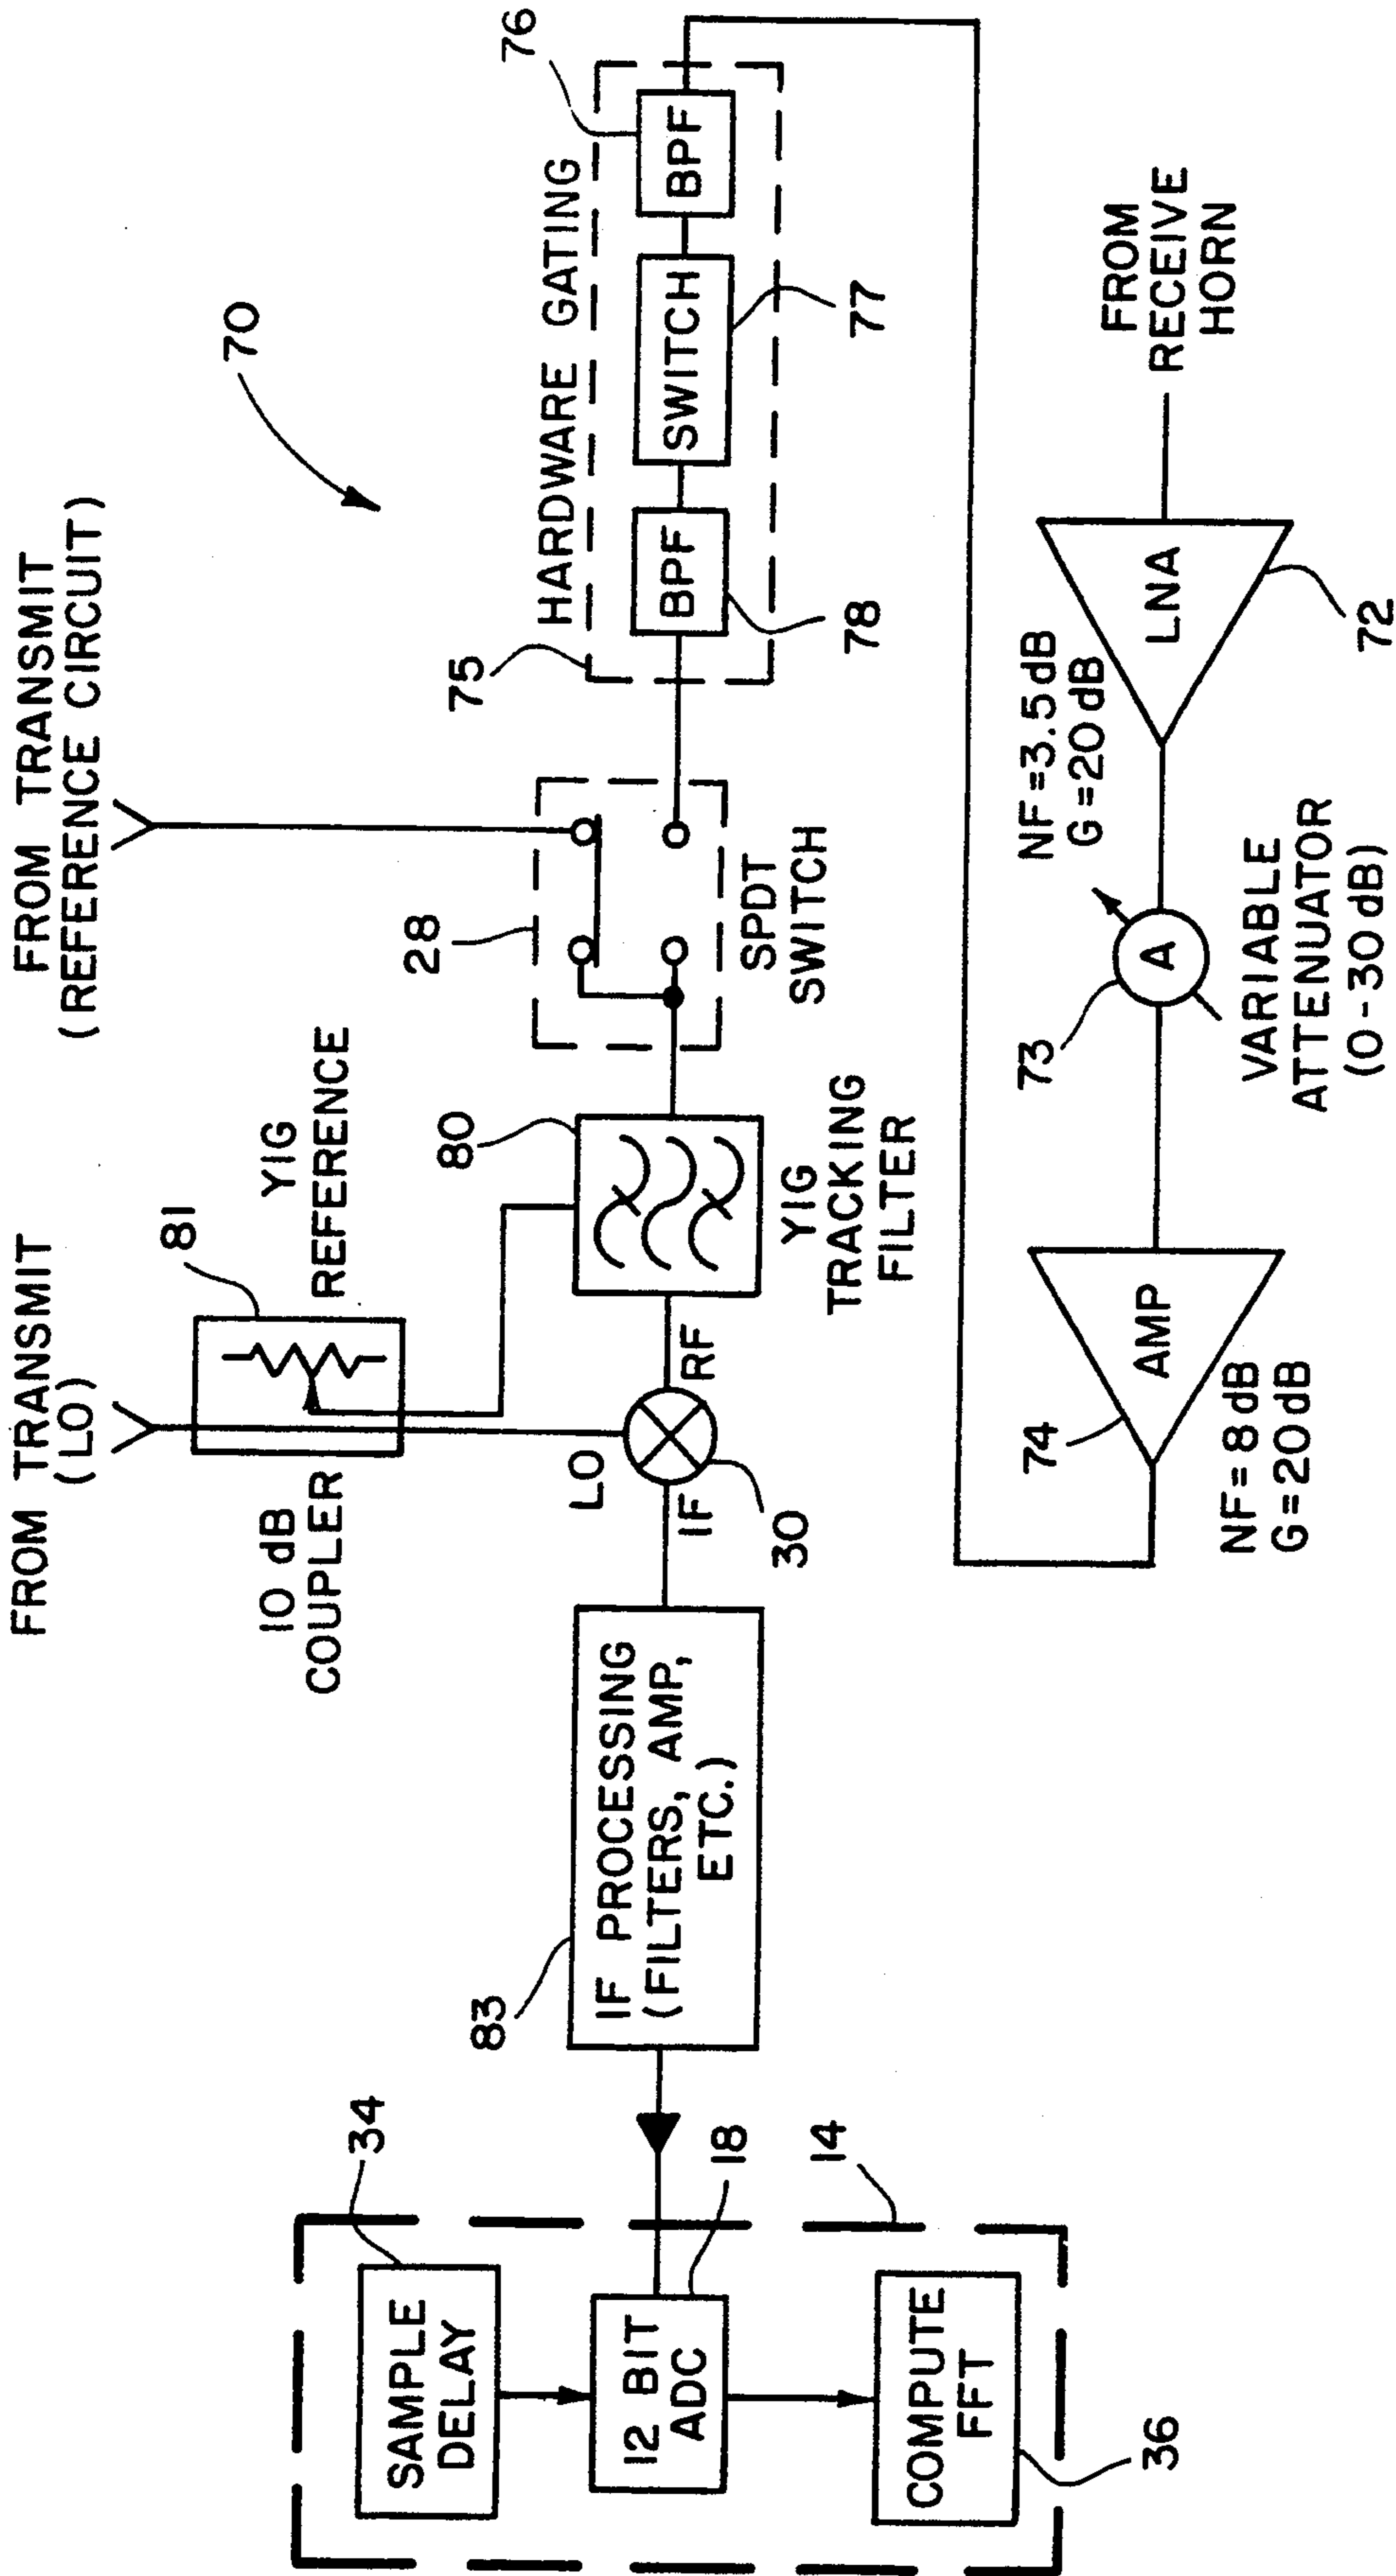 FROM TRANSMIT
(LO)
FROM TRANSMIT
(REFERENCE CIRCUIT)
70
81
YIG
REFERENCE
10 dB
COUPLER
34
SAMPLE
DELAY
18
12 BIT
ADC
14
COMPUTE
FFT
36
83
IF PROCESSING
(FILTERS, AMP,
ETC.)
LO
IF
RF
30
80
YIG
TRACKING
FILTER
28
SPDT
SWITCH
75
HARDWARE GATING
76
BPF
SWITCH
BPF
78
77
74
AMP
NF=8dB
G=20dB
73
A
VARIABLE
ATTENUATOR
(0-30 dB)
NF=3.5dB
G=20dB
LNA
72
FROM
RECEIVE
HORN